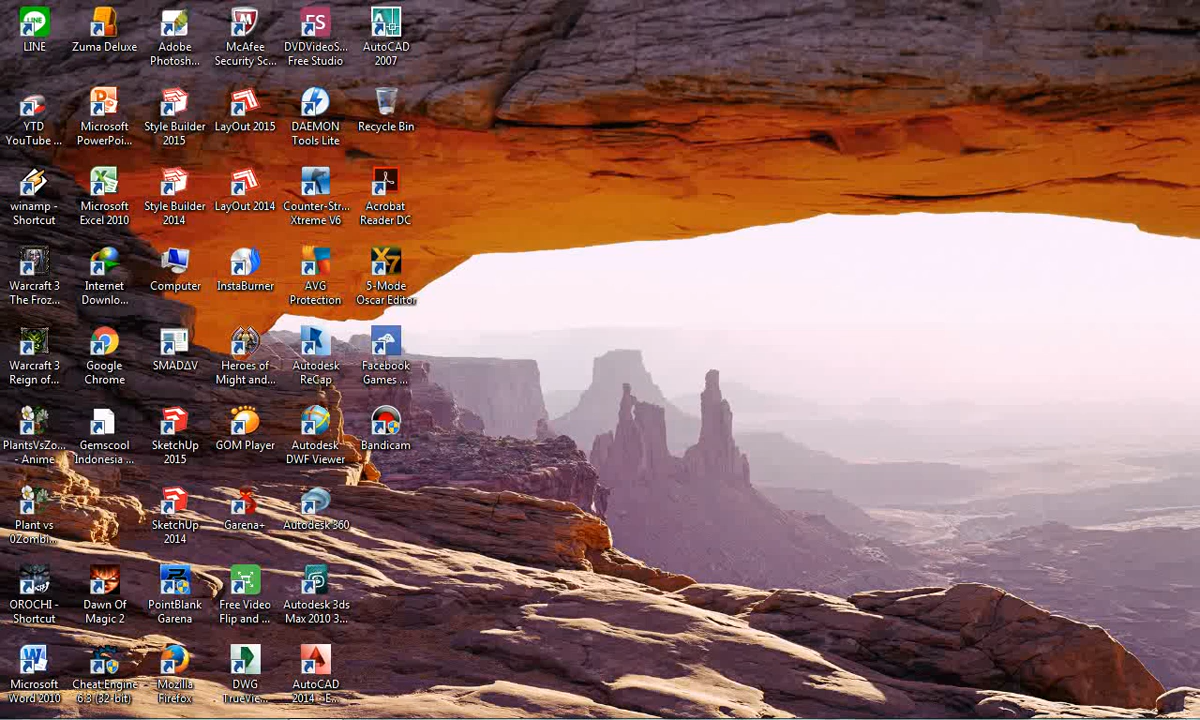 LINE
Zuma Deluxe
Adobe
Photosh...
McAfee
Security Sc...
DVDVideoS...
Free Studio
AutoCAD
2007
YTD
YouTube ...
Microsoft
PowerPoi...
Style Builder
2015
LayOut 2015
DAEMON
Tools Lite
Recycle Bin
winamp -
Shortcut
Microsoft
Excel 2010
Style Builder
2014
LayOut 2014
Counter-Str...
Xtreme V6
Acrobat
Reader DC
Warcraft 3
The Froz...
Internet
Downlo...
Computer
InstaBurner
AVG
Protection
5-Mode
Oscar Editor
Warcraft 3
Reign of...
Google
Chrome
SMADΔV
Heroes of
Might and...
Autodesk
ReCap
Facebook
Games ...
PlantsVsZo...
- Anime
Gemscool
Indonesia ...
SketchUp
2015
GOM Player
Autodesk
DWF Viewer
Bandicam
Plant vs
0Zombi...
SketchUp
2014
Garena+
Autodesk 360
OROCHI -
Shortcut
Dawn Of
Magic 2
PointBlank
Garena
Free Video
Flip and ...
Autodesk 3ds
Max 2010 3...
Microsoft
Word 2010
Cheat Engine
6.3 (32-bit)
Mozilla
Firefox
DWG
TrueVie...
AutoCAD
2014 - E...